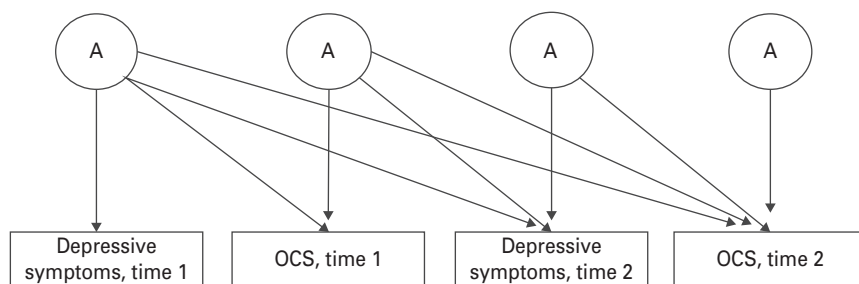 A
A
A
A
Depressive
symptoms, time 1
OCS, time 1
Depressive
symptoms, time 2
OCS, time 2